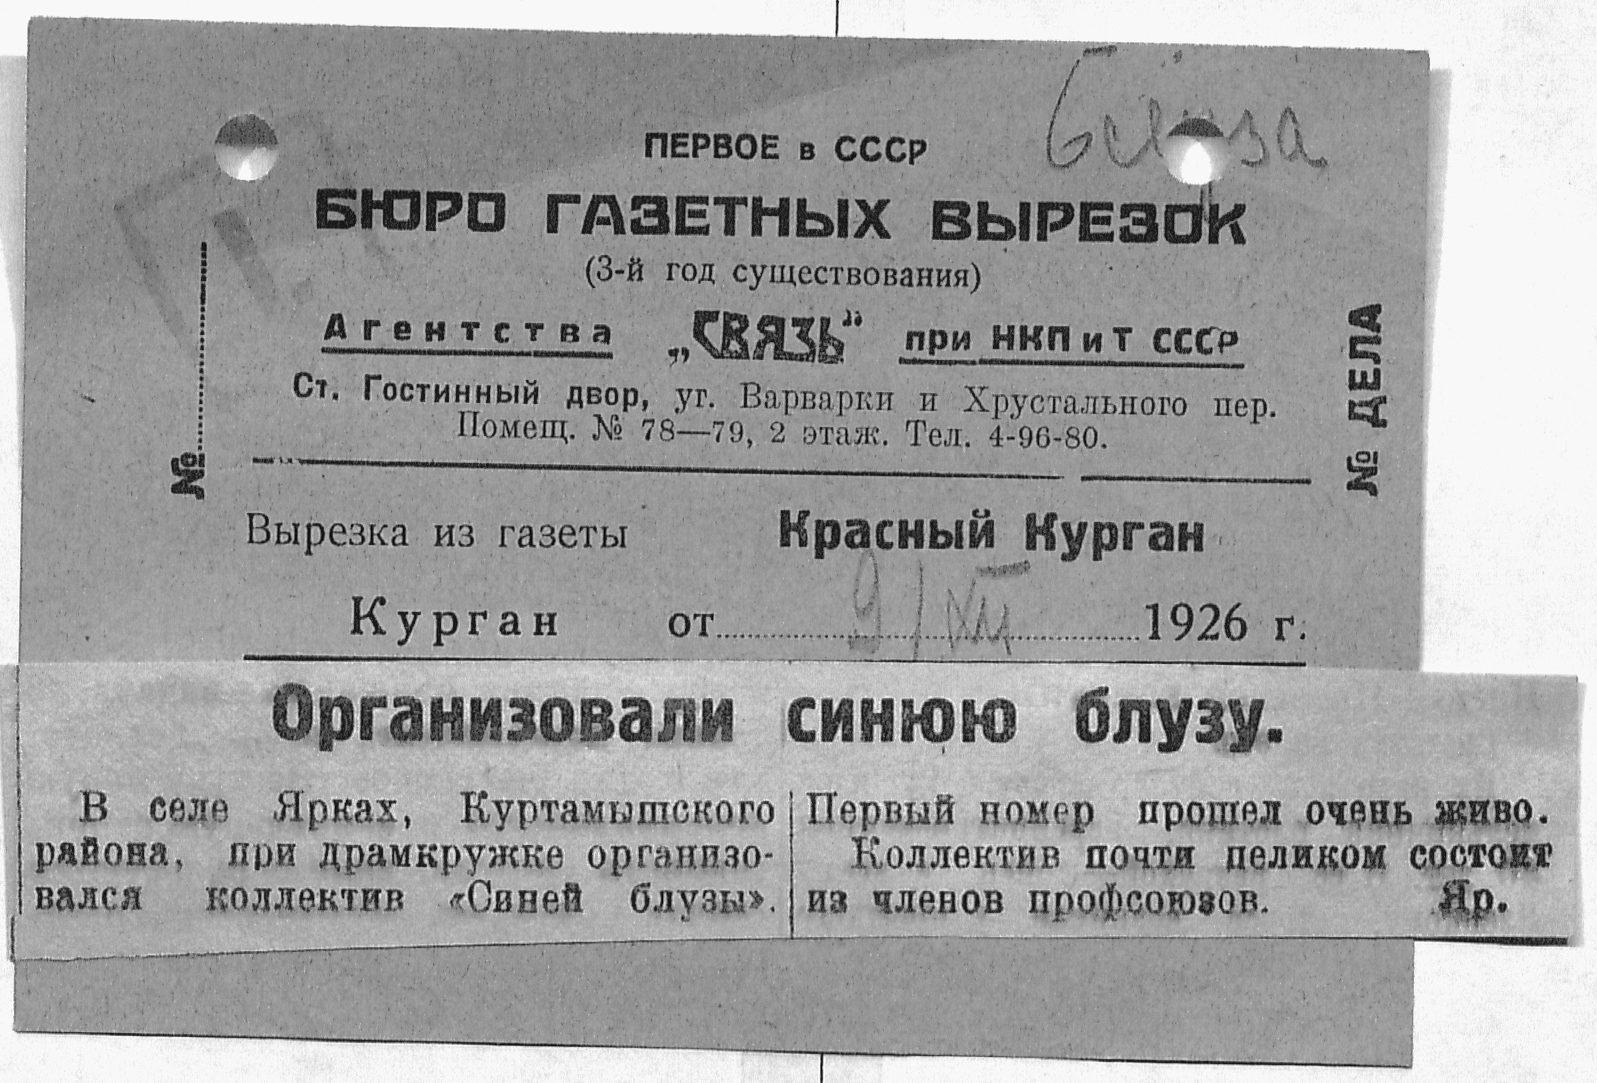 Блуза
ПЕРВОЕ в СССР
БЮРО ГАЗЕТНЫХ ВЫРЕЗОК
(3-й год существования)
Агентства „СВЯЗЬ“ при НКП и Т СССР
Ст. Гостинный двор, уг. Варварки и Хрустального пер.
Помещ. № 78—79, 2 этаж. Тел. 4-96-80.
№
№ ДЕЛА
Вырезка из газеты Красный Курган
Курган от 9/XII 1926 г.
Организовали синюю блузу.
В селе Ярках, Куртамышского
района, при драмкружке организо-
вался коллектив «Синей блузы».
Первый номер прошел очень живо.
Коллектив почти целиком состоит
из членов профсоюзов. Яр.